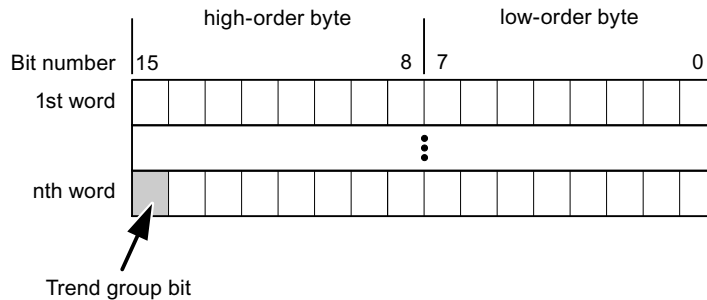 high-order byte low-order byte
Bit number 15 8 7 0
1st word
nth word
Trend group bit